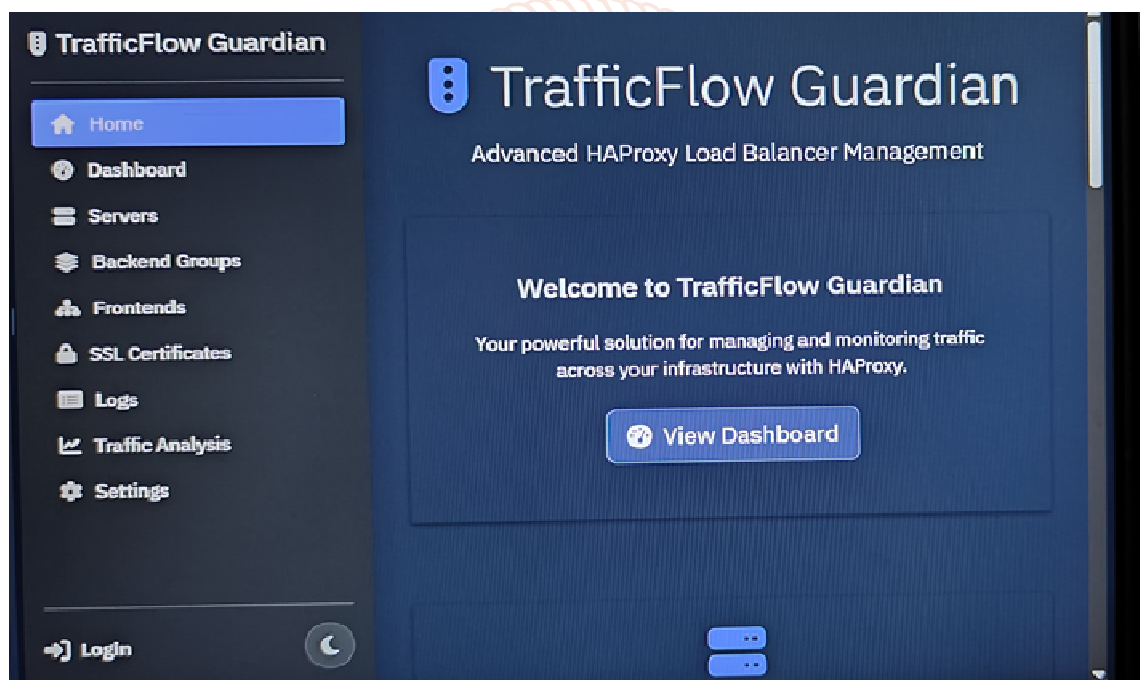 TrafficFlow Guardian
Home
Dashboard
Servers
Backend Groups
Frontends
SSL Certificates
Logs
Traffic Analysis
Settings
Login
TrafficFlow Guardian
Advanced HAProxy Load Balancer Management
Welcome to TrafficFlow Guardian
Your powerful solution for managing and monitoring traffic
across your infrastructure with HAProxy.
View Dashboard